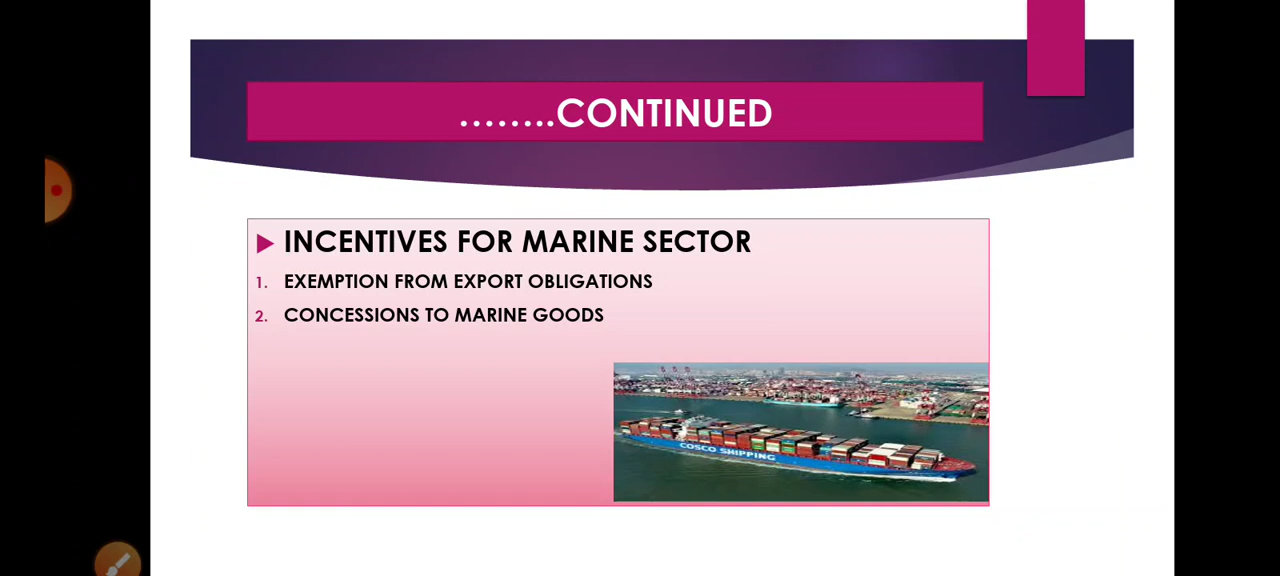 ........CONTINUED
INCENTIVES FOR MARINE SECTOR
1. EXEMPTION FROM EXPORT OBLIGATIONS
2. CONCESSIONS TO MARINE GOODS
COSCO SHIPPING